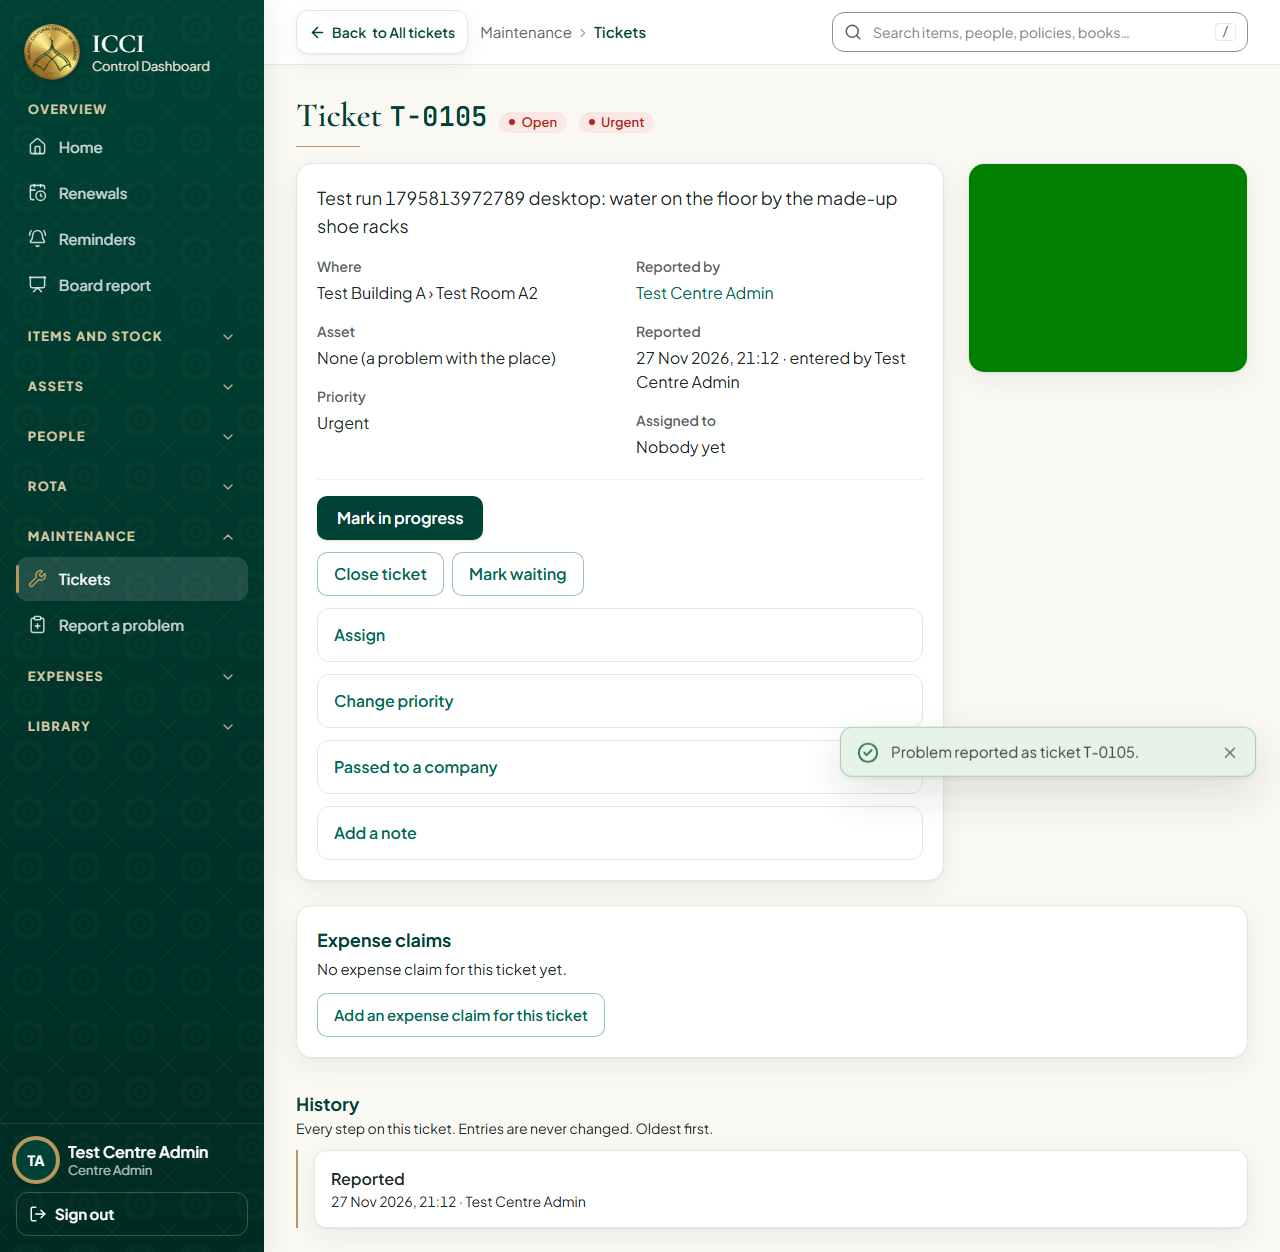 ICCI
Control Dashboard
OVERVIEW
Home
Renewals
Reminders
Board report
ITEMS AND STOCK
ASSETS
PEOPLE
ROTA
MAINTENANCE
Tickets
Report a problem
EXPENSES
LIBRARY
TA
Test Centre Admin
Centre Admin
Sign out
Back to All tickets
Maintenance › Tickets
Search items, people, policies, books...
/
Ticket T-0105
Open
Urgent
Test run 1795813972789 desktop: water on the floor by the made-up
shoe racks
Where
Test Building A › Test Room A2
Asset
None (a problem with the place)
Priority
Urgent
Reported by
Test Centre Admin
Reported
27 Nov 2026, 21:12 · entered by Test
Centre Admin
Assigned to
Nobody yet
Mark in progress
Close ticket
Mark waiting
Assign
Change priority
Passed to a company
Add a note
Problem reported as ticket T-0105.
Expense claims
No expense claim for this ticket yet.
Add an expense claim for this ticket
History
Every step on this ticket. Entries are never changed. Oldest first.
Reported
27 Nov 2026, 21:12 · Test Centre Admin